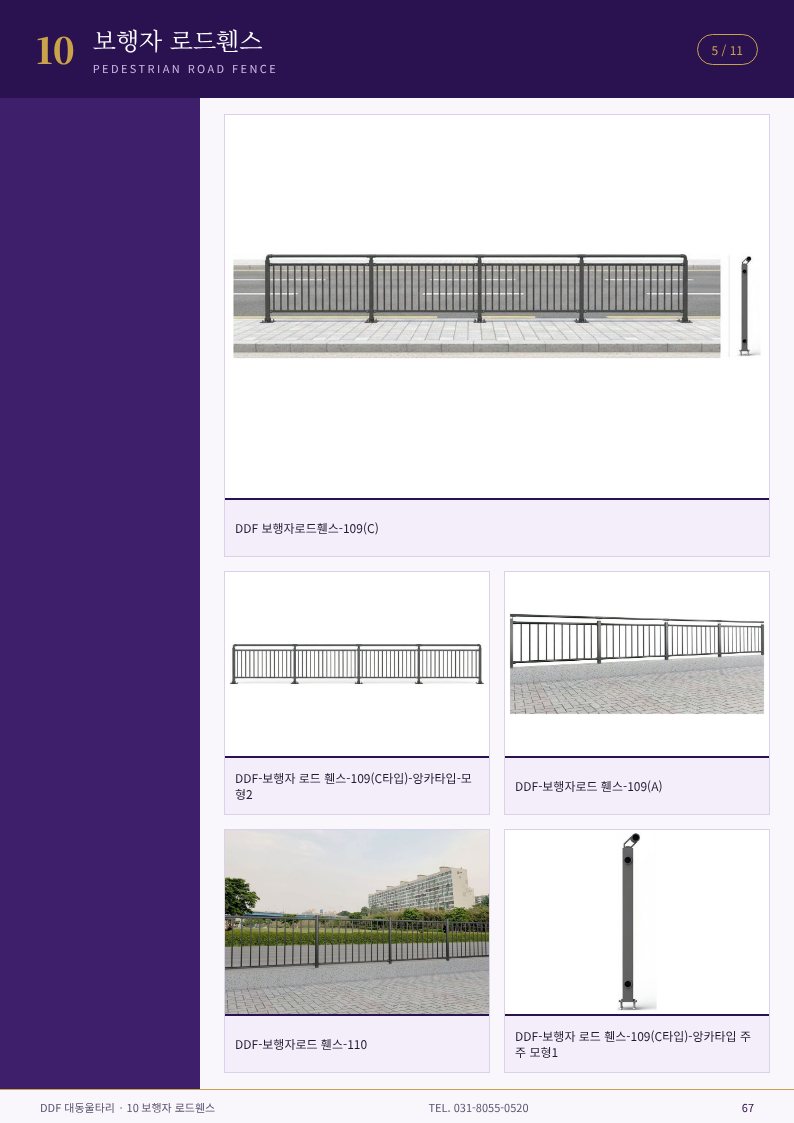 10
보행자 로드휀스
PEDESTRIAN ROAD FENCE
5 / 11
DDF 보행자로드휀스-109(C)
DDF-보행자 로드 휀스-109(C타입)-앙카타입-모
형2
DDF-보행자로드 휀스-109(A)
DDF-보행자로드 휀스-110
DDF-보행자 로드 휀스-109(C타입)-앙카타입 주
주 모형1
DDF 대동울타리 · 10 보행자 로드휀스
TEL. 031-8055-0520
67